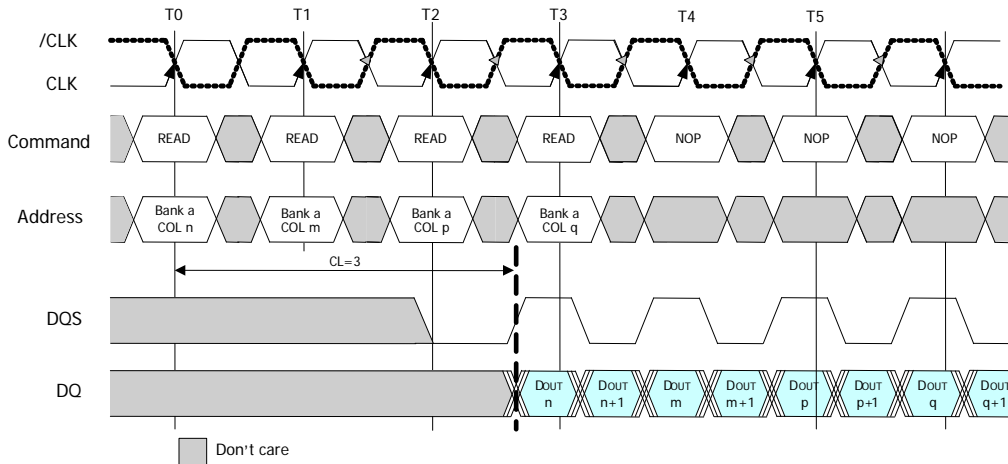 T0 T1 T2 T3 T4 T5
/CLK
CLK
Command READ READ READ READ NOP NOP NOP
Address Bank a Bank a Bank a Bank a
COL n COL m COL p COL q
CL=3
DQS
DQ DOUT DOUT DOUT DOUT DOUT DOUT DOUT DOUT
n n+1 m m+1 p p+1 q q+1
Don't care